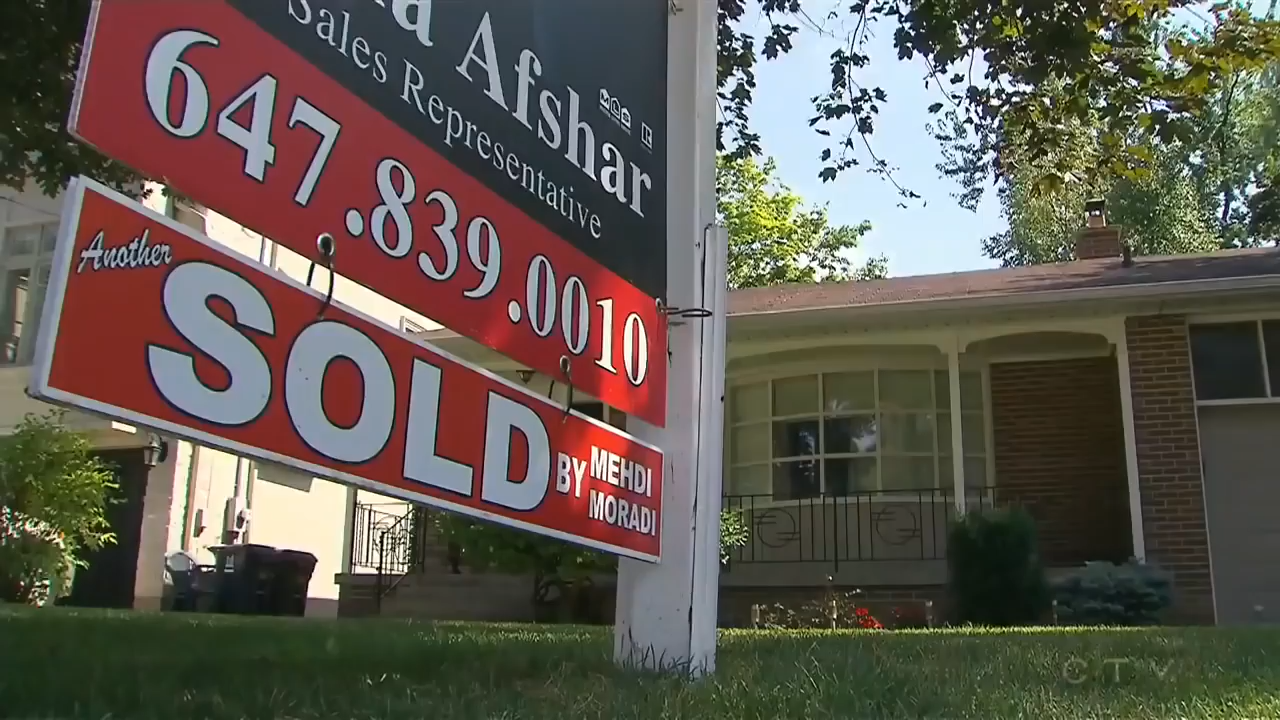 Afshar
Sales Representative
647.839.0010
Another
SOLD
BY
MEHDI
MORADI
CTV